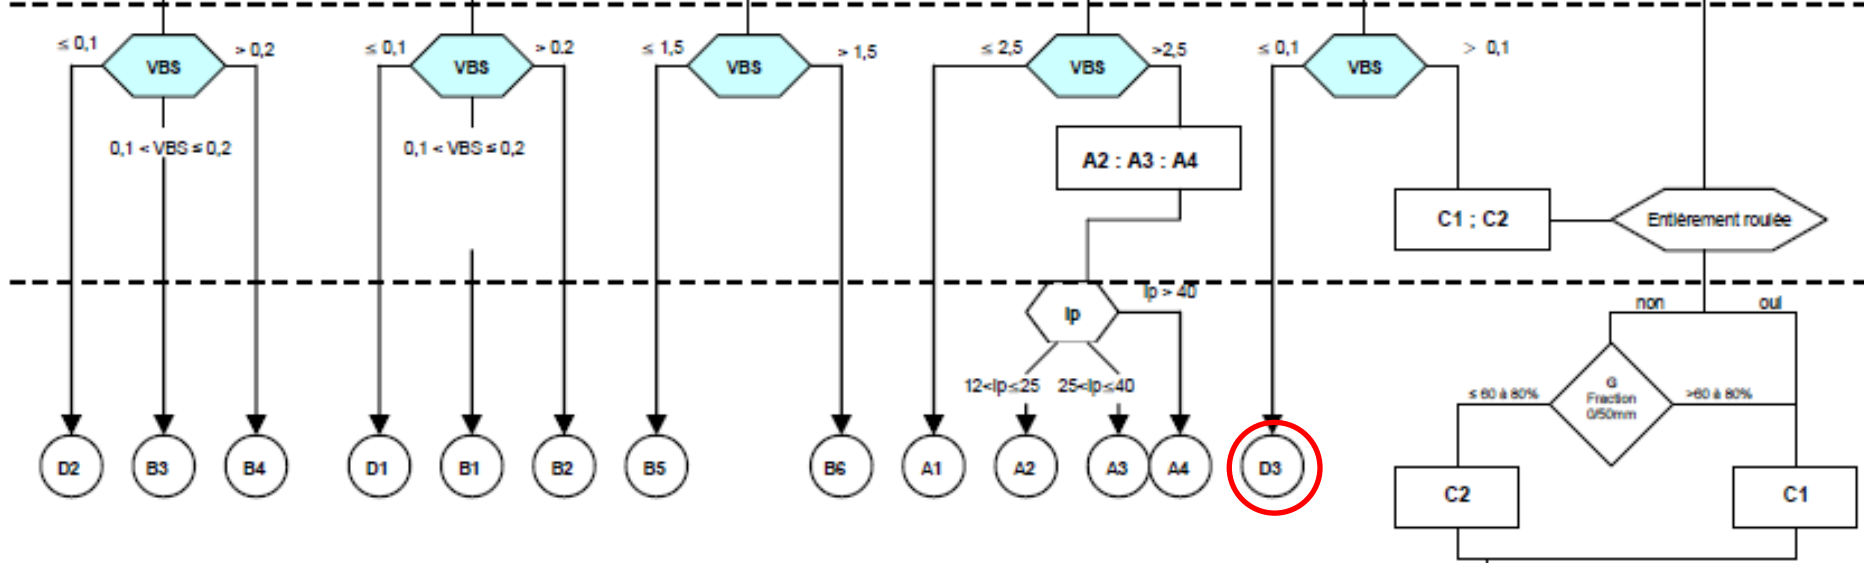 ≤ 0,1
VBS
> 0,2
0,1 < VBS ≤ 0,2
≤ 0,1
VBS
> 0.2
0,1 < VBS ≤ 0,2
≤ 1,5
VBS
> 1,5
≤ 2,5
VBS
>2,5
A2 : A3 : A4
≤ 0,1
VBS
> 0,1
C1 ; C2
Entièrement roulée
Ip
Ip > 40
12<Ip≤25
25<Ip≤40
non
oui
≤ 60 à 80%
G
Fraction
0/50mm
>60 à 80%
D2
B3
B4
D1
B1
B2
B5
B6
A1
A2
A3
A4
D3
C2
C1